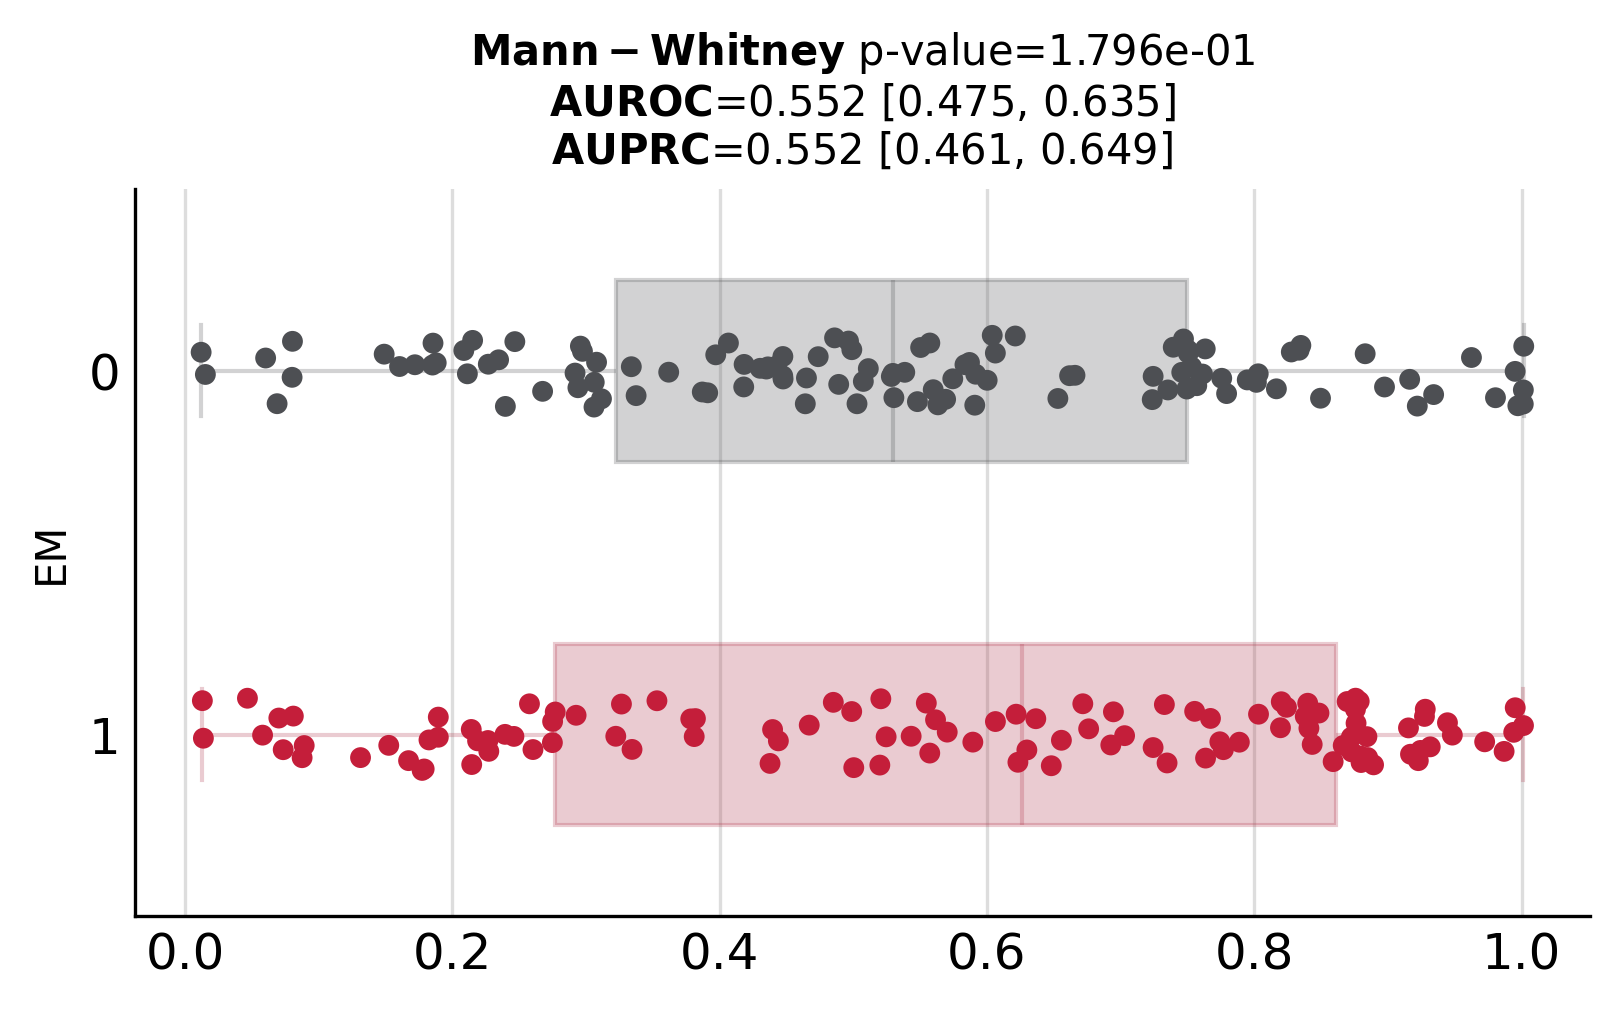 Mann − Whitney p-value=1.796e-01
AUROC=0.552 [0.475, 0.635]
AUPRC=0.552 [0.461, 0.649]
0
EM
1
0.0 0.2 0.4 0.6 0.8 1.0